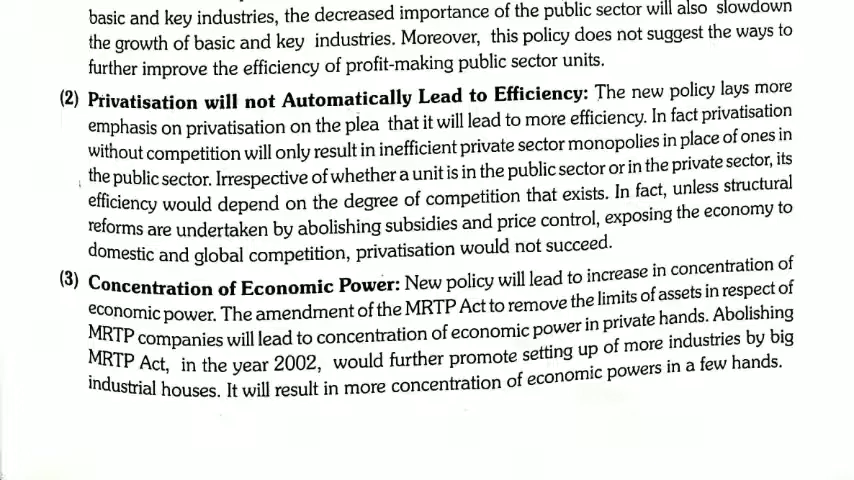 basic and key industries, the decreased importance of the public sector will also slowdown
the growth of basic and key industries. Moreover, this policy does not suggest the ways to
further improve the efficiency of profit-making public sector units.
(2) Privatisation will not Automatically Lead to Efficiency: The new policy lays more
emphasis on privatisation on the plea that it will lead to more efficiency. In fact privatisation
without competition will only result in inefficient private sector monopolies in place of ones in
the public sector. Irrespective of whether a unit is in the public sector or in the private sector, its
efficiency would depend on the degree of competition that exists. In fact, unless structural
reforms are undertaken by abolishing subsidies and price control, exposing the economy to
domestic and global competition, privatisation would not succeed.
(3) Concentration of Economic Power: New policy will lead to increase in concentration of
economic power. The amendment of the MRTP Act to remove the limits of assets in respect of
MRTP companies will lead to concentration of economic power in private hands. Abolishing
MRTP Act, in the year 2002, would further promote setting up of more industries by big
industrial houses. It will result in more concentration of economic powers in a few hands.